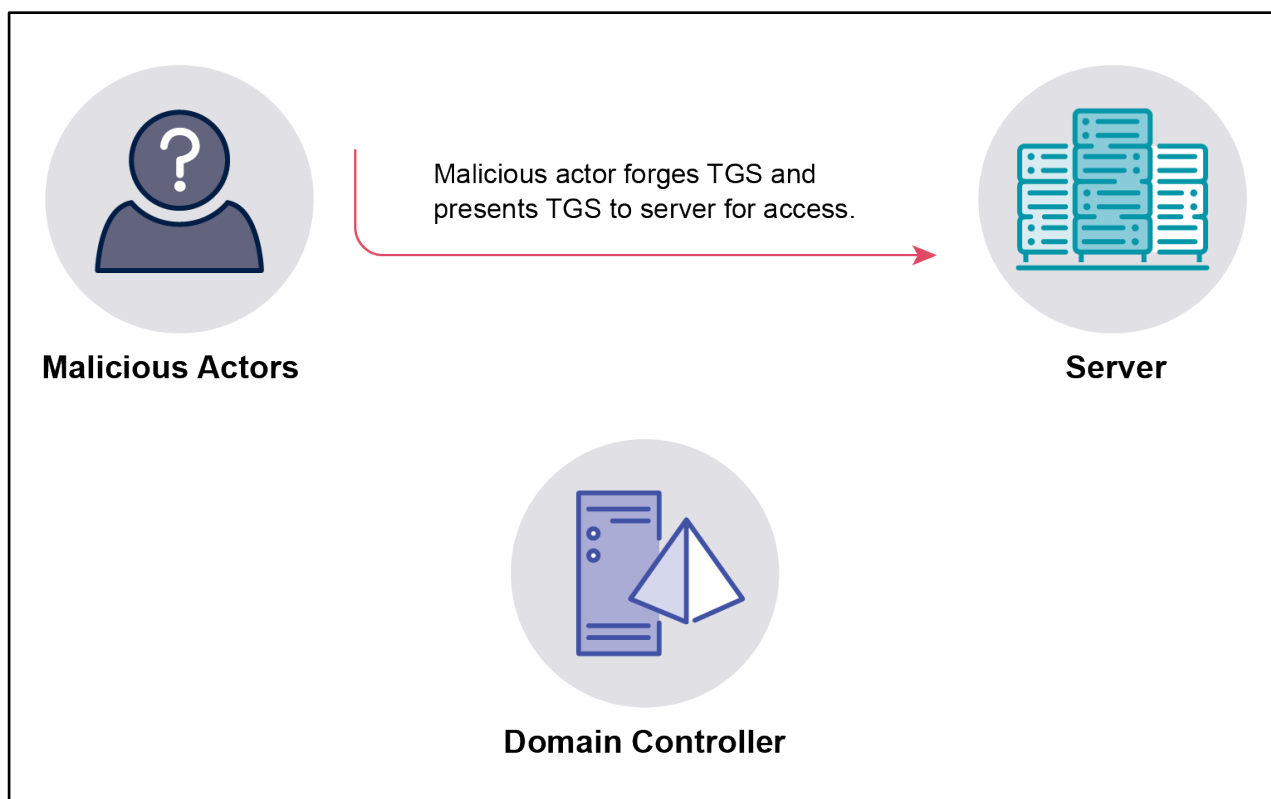 Malicious actor forges TGS and
presents TGS to server for access.
Malicious Actors
Server
Domain Controller